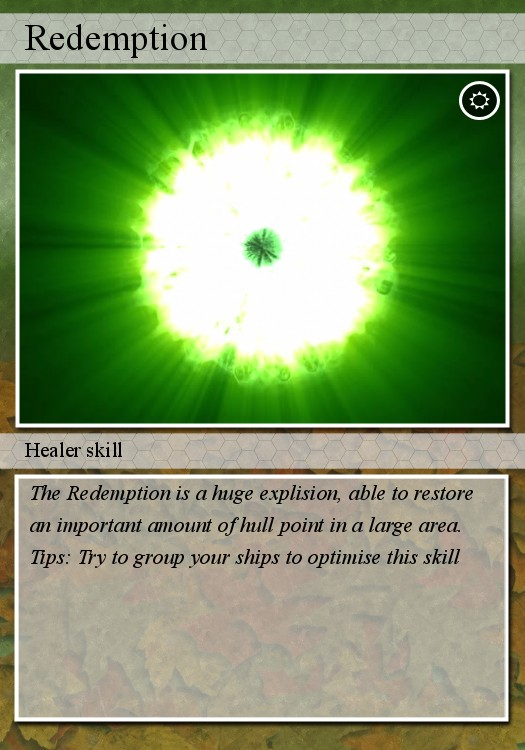 Redemption
Healer skill
The Redemption is a huge explision, able to restore
an important amount of hull point in a large area.
Tips: Try to group your ships to optimise this skill